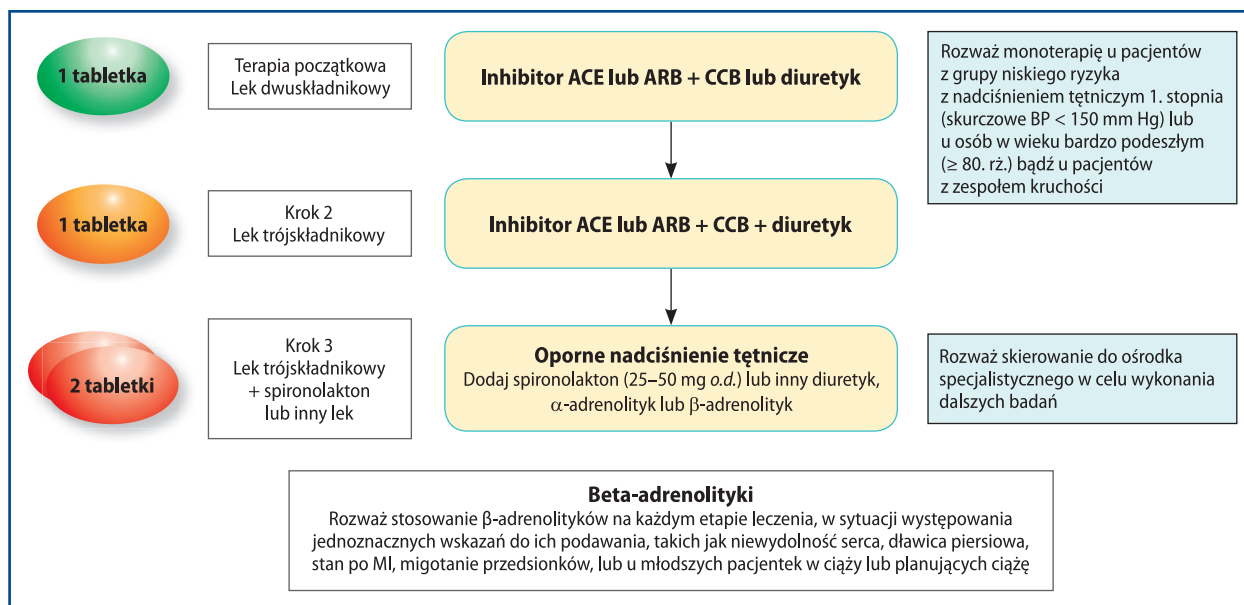 1 tabletka
Terapia początkowa
Lek dwuskładnikowy
Inhibitor ACE lub ARB + CCB lub diuretyk
Rozważ monoterapię u pacjentów
z grupy niskiego ryzyka
z nadciśnieniem tętniczym 1. stopnia
(skurczowe BP < 150 mm Hg) lub
u osób w wieku bardzo podeszłym
(≥ 80. rż.) bądź u pacjentów
z zespołem kruchości
1 tabletka
Krok 2
Lek trójskładnikowy
Inhibitor ACE lub ARB + CCB + diuretyk
2 tabletki
Krok 3
Lek trójskładnikowy
+ spironolakton
lub inny lek
Oporne nadciśnienie tętnicze
Dodaj spironolakton (25–50 mg o.d.) lub inny diuretyk,
α-adrenolityk lub β-adrenolityk
Rozważ skierowanie do ośrodka
specjalistycznego w celu wykonania
dalszych badań
Beta-adrenolityki
Rozważ stosowanie β-adrenolityków na każdym etapie leczenia, w sytuacji występowania
jednoznacznych wskazań do ich podawania, takich jak niewydolność serca, dławica piersiowa,
stan po MI, migotanie przedsionków, lub u młodszych pacjentek w ciąży lub planujących ciążę